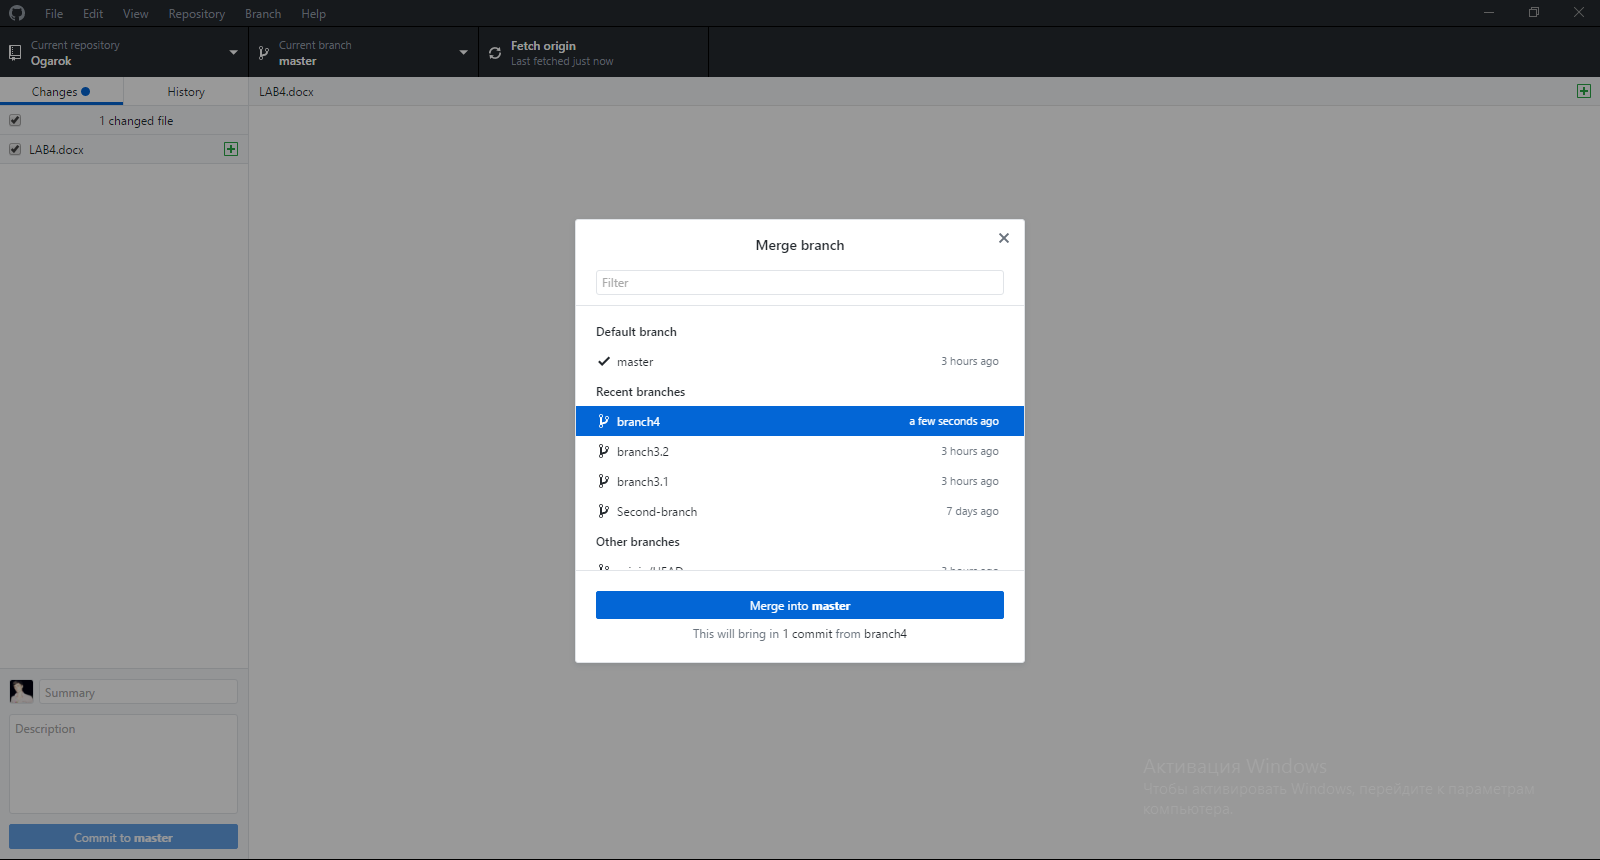 File Edit View Repository Branch Help
Current repository
Ogarok
Current branch
master
Fetch origin
Last fetched just now
Changes
History
LAB4.docx
1 changed file
LAB4.docx
Merge branch
Filter
Default branch
master 3 hours ago
Recent branches
branch4 a few seconds ago
branch3.2 3 hours ago
branch3.1 3 hours ago
Second-branch 7 days ago
Other branches
Merge into master
This will bring in 1 commit from branch4
Summary
Description
Commit to master
Активация Windows
Чтобы активировать Windows, перейдите к параметрам
компьютера.